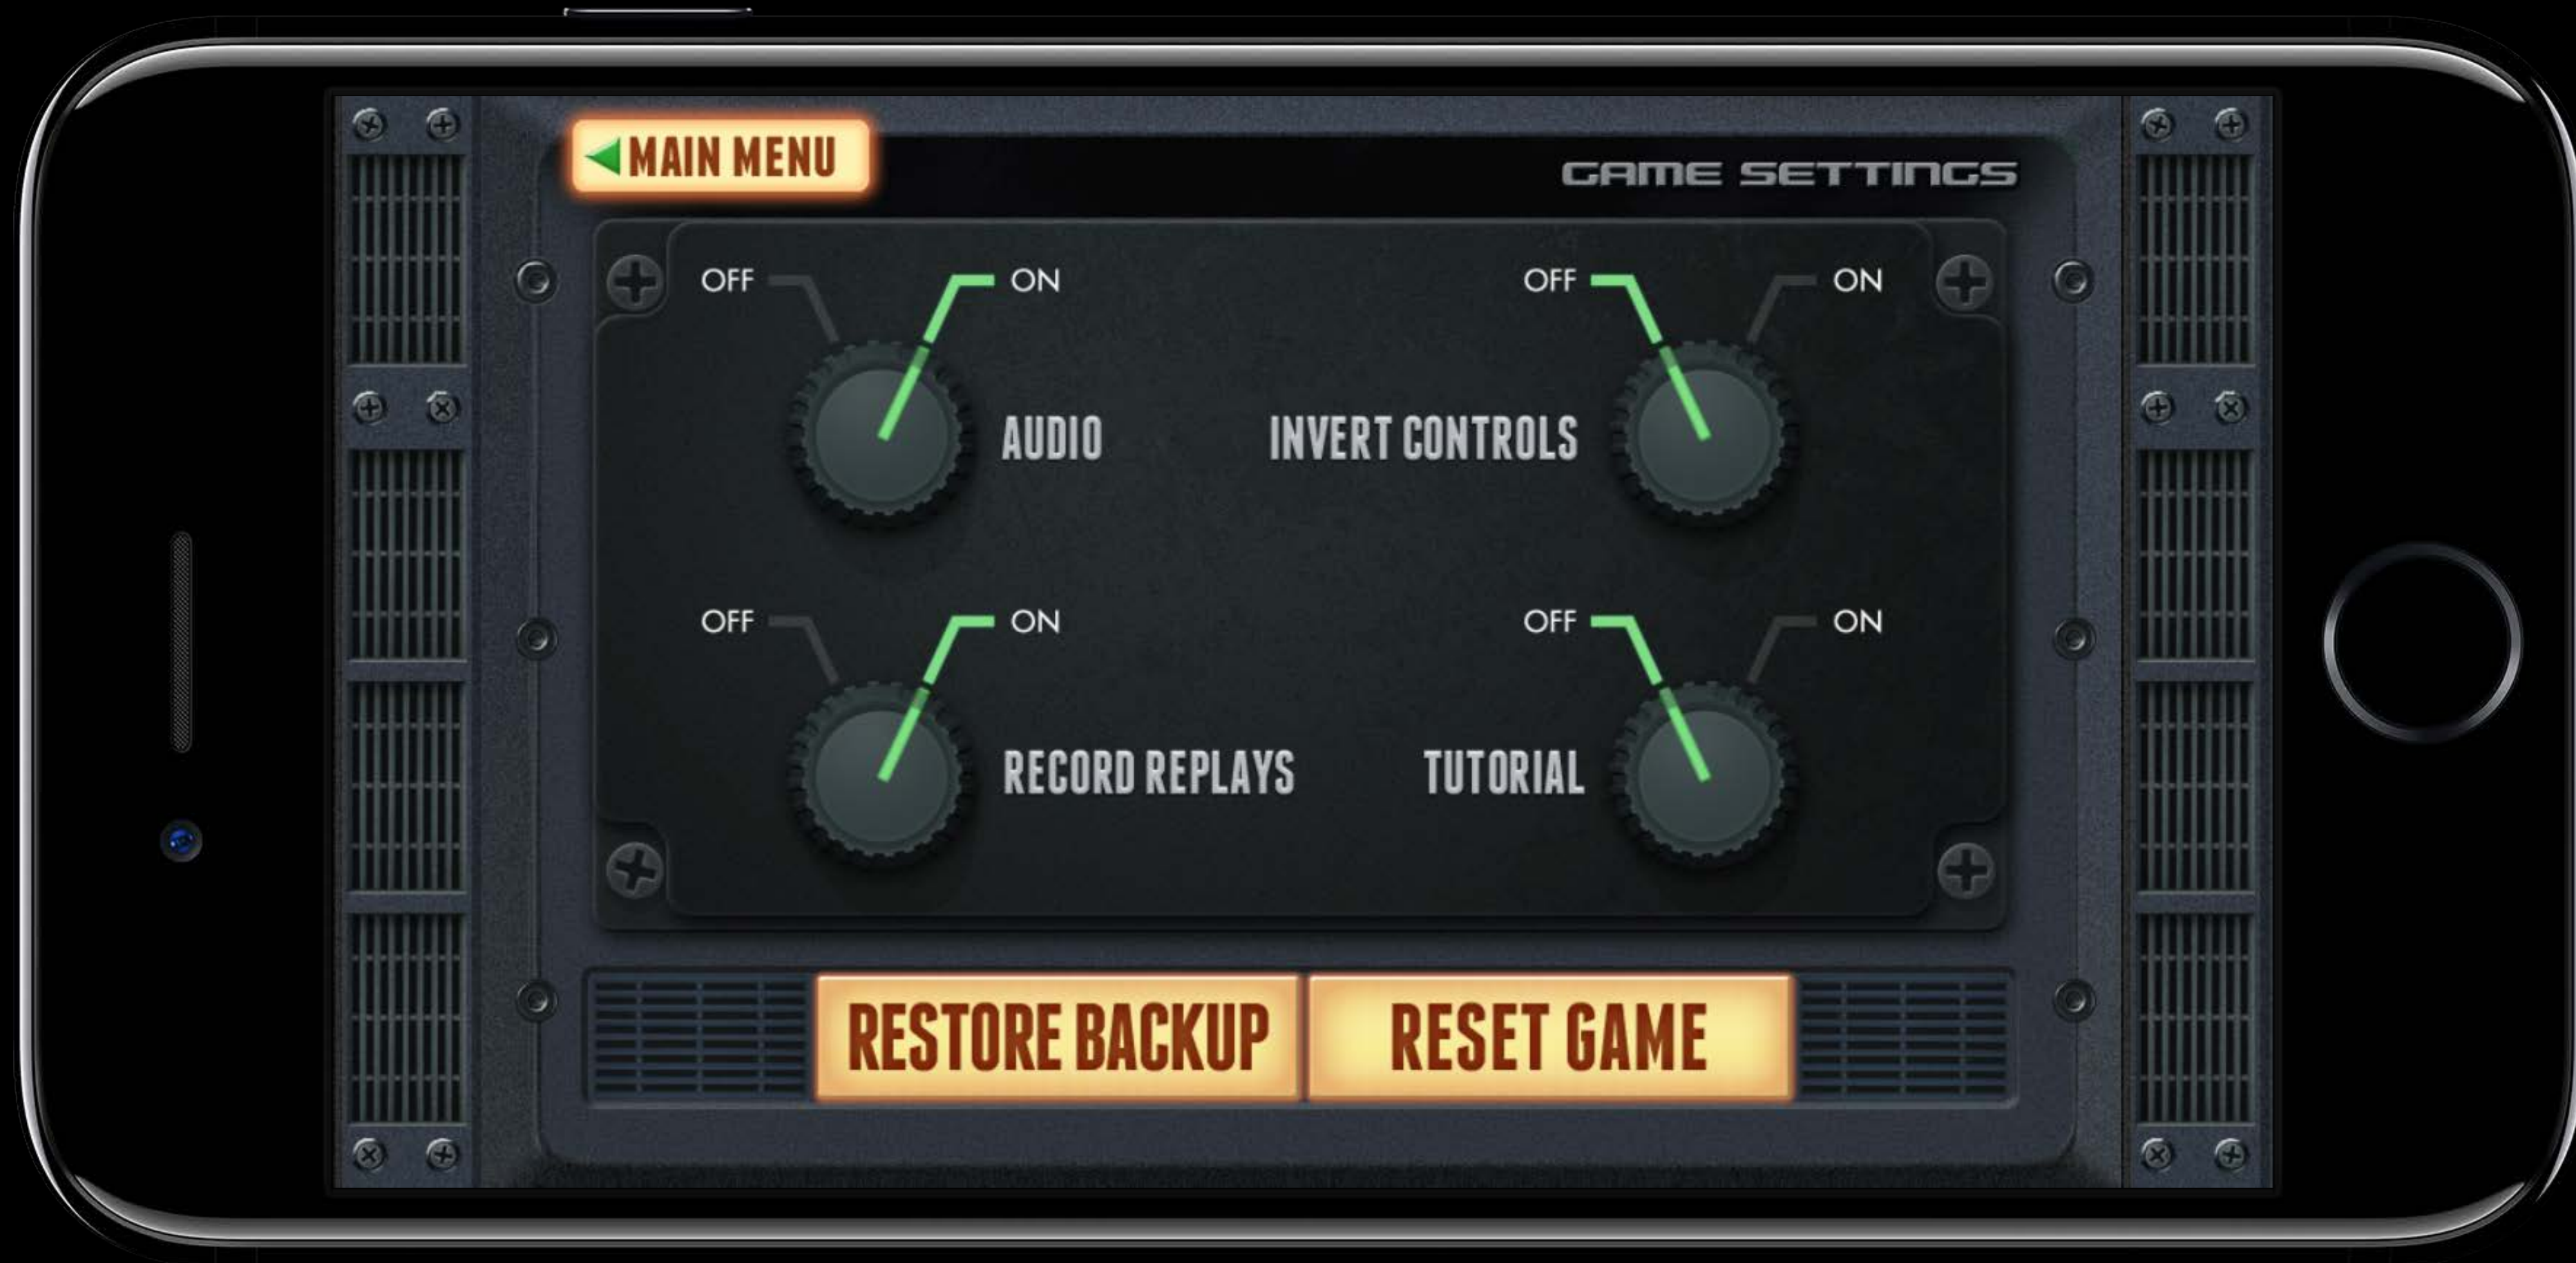 MAIN MENU
GAME SETTINGS
OFF ON
AUDIO
OFF ON
INVERT CONTROLS
OFF ON
RECORD REPLAYS
OFF ON
TUTORIAL
RESTORE BACKUP
RESET GAME